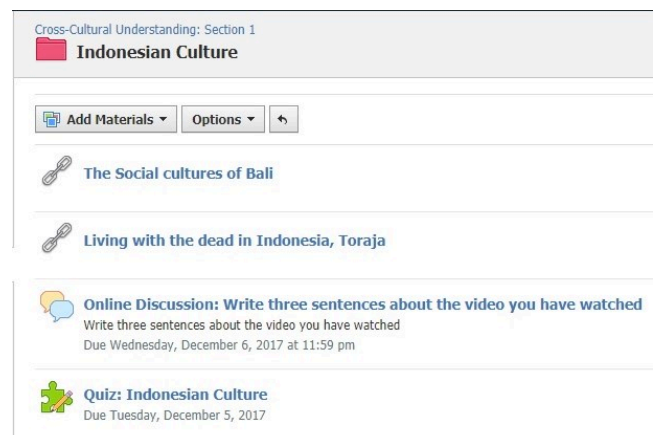 Cross-Cultural Understanding: Section 1
Indonesian Culture
Add Materials Options
The Social cultures of Bali
Living with the dead in Indonesia, Toraja
Online Discussion: Write three sentences about the video you have watched
Write three sentences about the video you have watched
Due Wednesday, December 6, 2017 at 11:59 pm
Quiz: Indonesian Culture
Due Tuesday, December 5, 2017